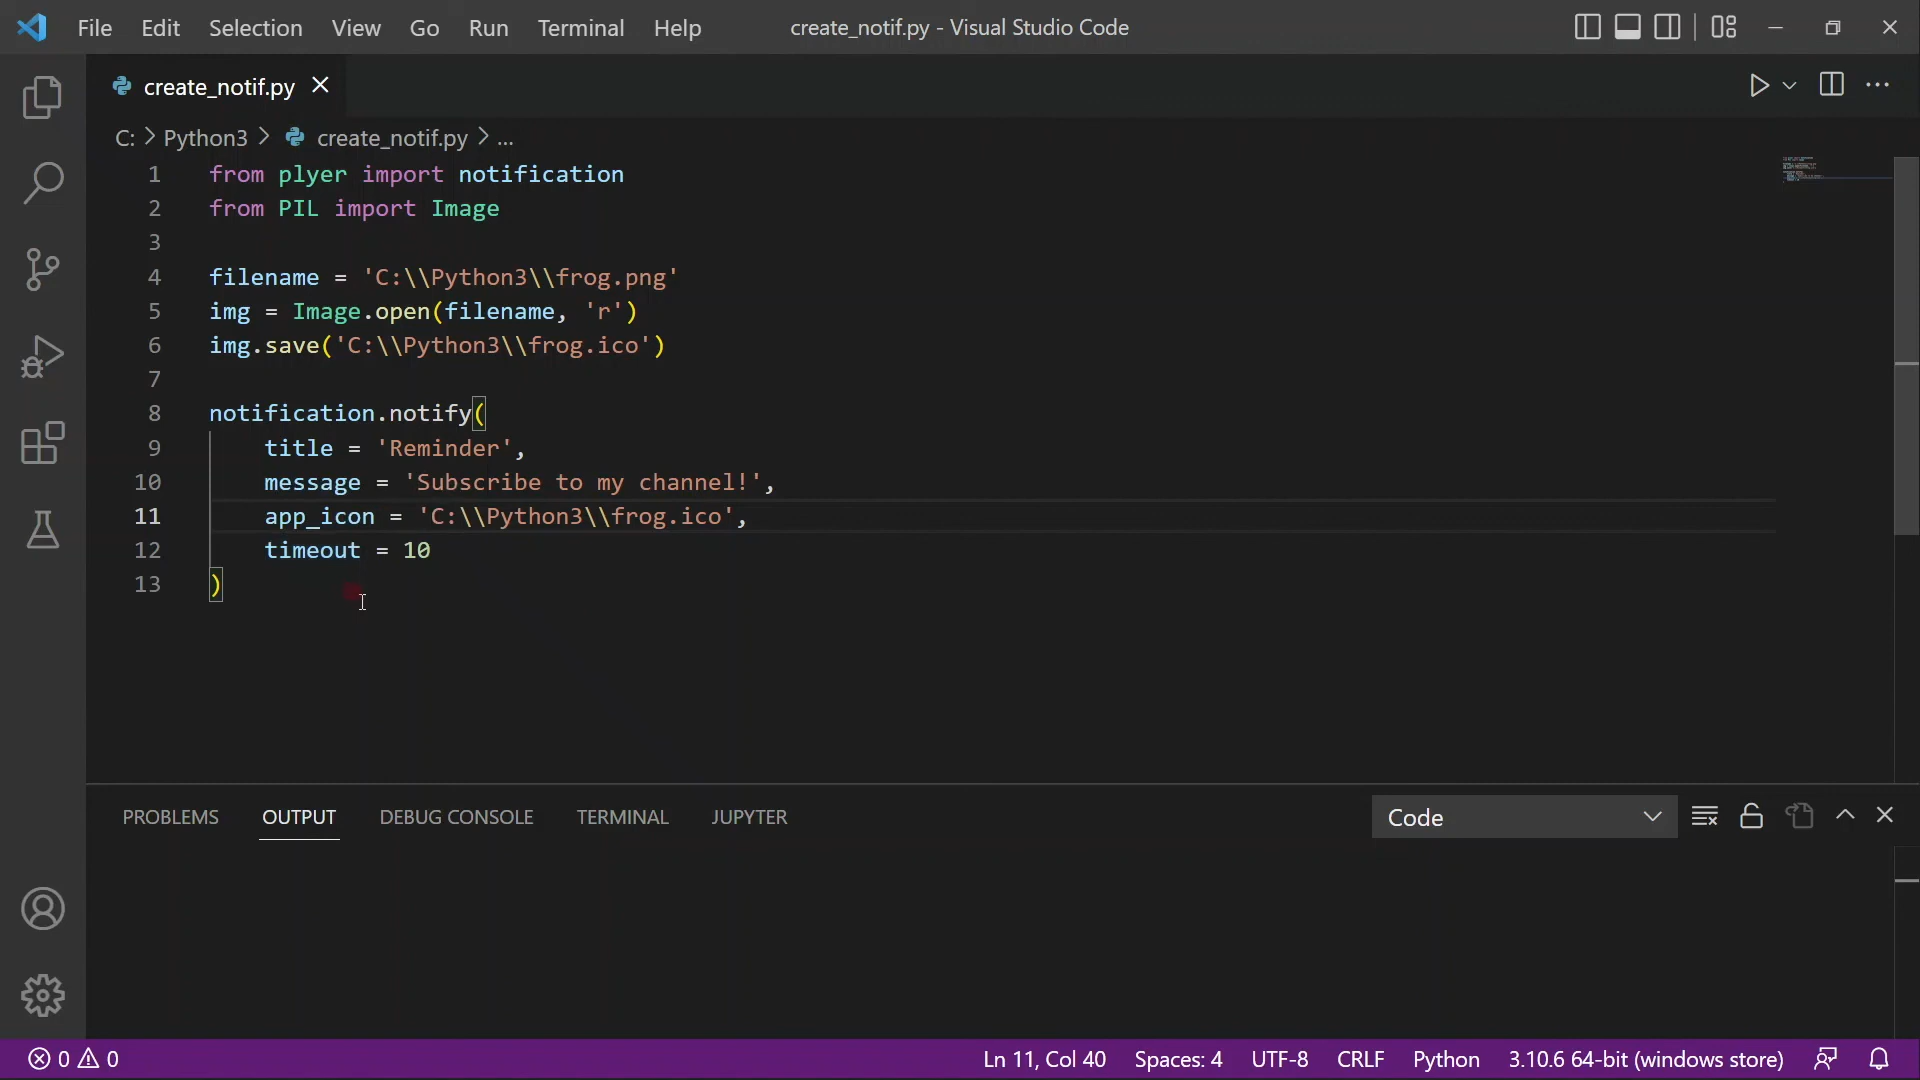 File Edit Selection View Go Run Terminal Help create_notif.py - Visual Studio Code
create_notif.py
C: > Python3 > create_notif.py > ...
1 from plyer import notification
2 from PIL import Image
3
4 filename = 'C:\\Python3\\frog.png'
5 img = Image.open(filename, 'r')
6 img.save('C:\\Python3\\frog.ico')
7
8 notification.notify(
9 title = 'Reminder',
10 message = 'Subscribe to my channel!',
11 app_icon = 'C:\\Python3\\frog.ico',
12 timeout = 10
13 )
PROBLEMS OUTPUT DEBUG CONSOLE TERMINAL JUPYTER Code
0 0 Ln 11, Col 40 Spaces: 4 UTF-8 CRLF Python 3.10.6 64-bit (windows store)